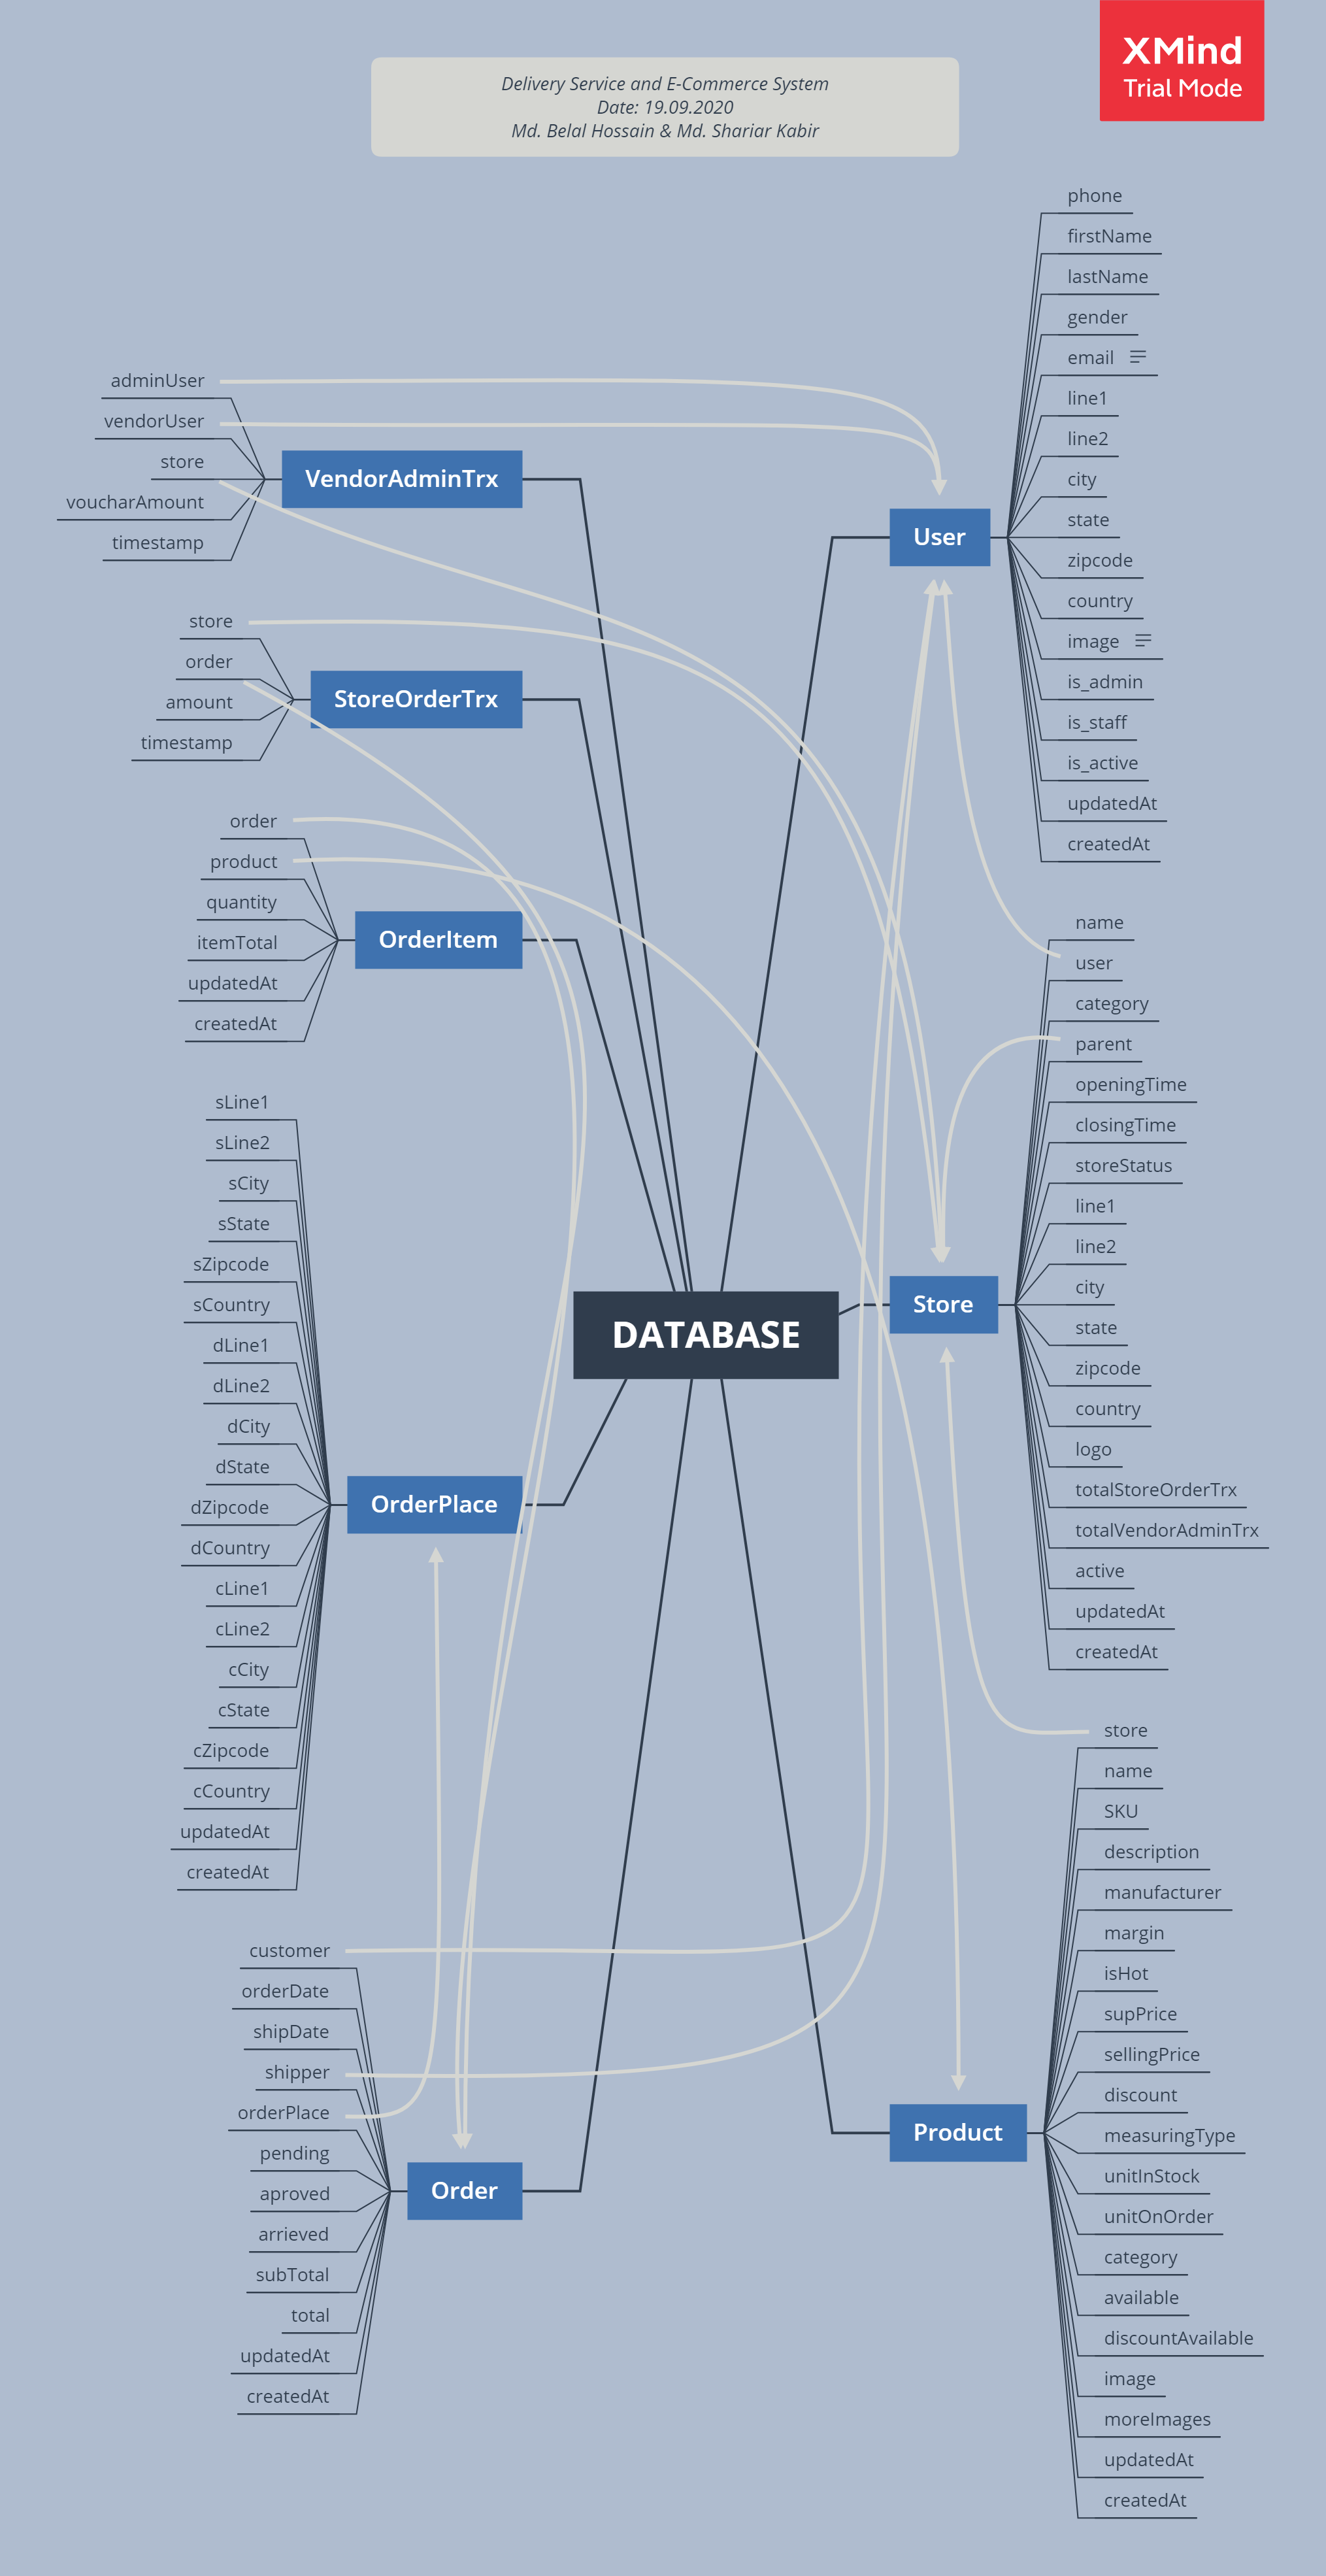 XMind
Trial Mode
Delivery Service and E-Commerce System
Date: 19.09.2020
Md. Belal Hossain & Md. Shariar Kabir
DATABASE
User
phone
firstName
lastName
gender
email
line1
line2
city
state
zipcode
country
image
is_admin
is_staff
is_active
updatedAt
createdAt
Store
name
user
category
parent
openingTime
closingTime
storeStatus
line1
line2
city
state
zipcode
country
logo
totalStoreOrderTrx
totalVendorAdminTrx
active
updatedAt
createdAt
Product
store
name
SKU
description
manufacturer
margin
isHot
supPrice
sellingPrice
discount
measuringType
unitInStock
unitOnOrder
category
available
discountAvailable
image
moreImages
updatedAt
createdAt
VendorAdminTrx
adminUser
vendorUser
store
voucharAmount
timestamp
StoreOrderTrx
store
order
amount
timestamp
OrderItem
order
product
quantity
itemTotal
updatedAt
createdAt
OrderPlace
sLine1
sLine2
sCity
sState
sZipcode
sCountry
dLine1
dLine2
dCity
dState
dZipcode
dCountry
cLine1
cLine2
cCity
cState
cZipcode
cCountry
updatedAt
createdAt
Order
customer
orderDate
shipDate
shipper
orderPlace
pending
aproved
arrieved
subTotal
total
updatedAt
createdAt